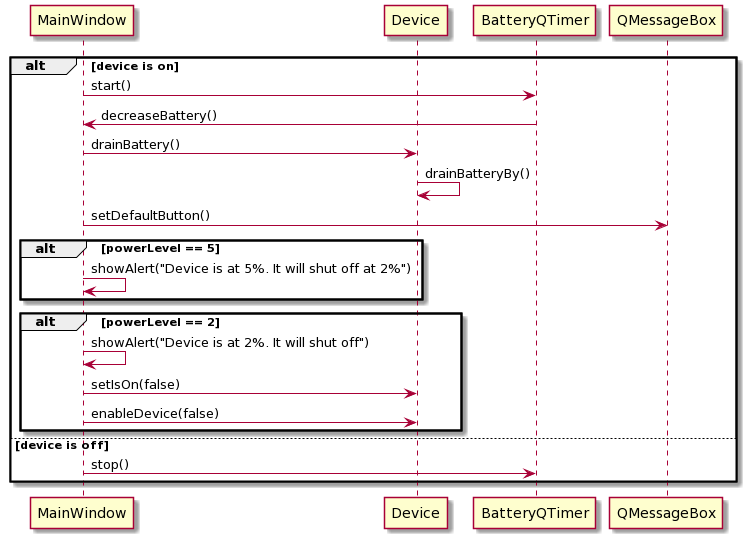 MainWindow Device BatteryQTimer QMessageBox
alt [device is on]
start()
decreaseBattery()
drainBattery()
drainBatteryBy()
setDefaultButton()
alt [powerLevel == 5]
showAlert("Device is at 5%. It will shut off at 2%")
alt [powerLevel == 2]
showAlert("Device is at 2%. It will shut off")
setIsOn(false)
enableDevice(false)
[device is off]
stop()
MainWindow Device BatteryQTimer QMessageBox